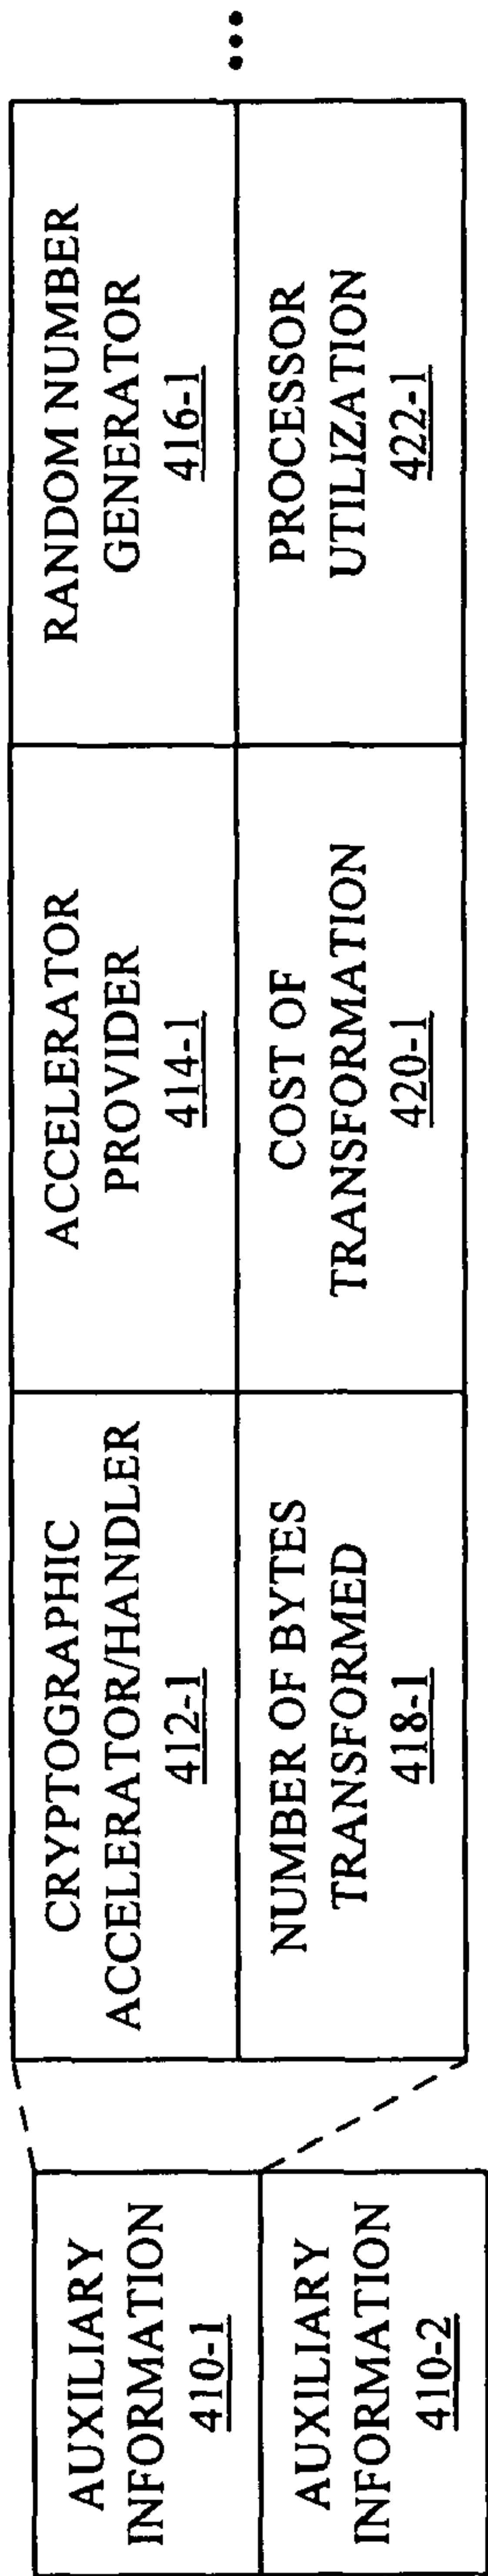 AUXILIARY
INFORMATION
410-1
AUXILIARY
INFORMATION
410-2
CRYPTOGRAPHIC
ACCELERATOR/HANDLER
412-1
ACCELERATOR
PROVIDER
414-1
RANDOM NUMBER
GENERATOR
416-1
NUMBER OF BYTES
TRANSFORMED
418-1
COST OF
TRANSFORMATION
420-1
PROCESSOR
UTILIZATION
422-1
•••